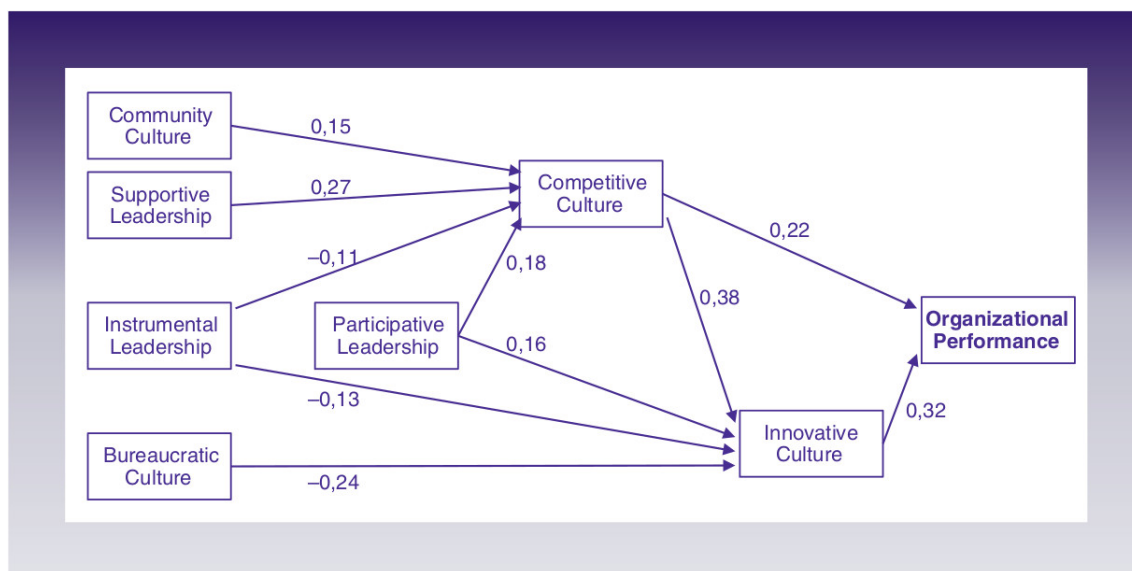 Community
Culture
0,15
Supportive
Leadership
0,27
Competitive
Culture
–0,11
0,18
0,22
0,38
Instrumental
Leadership
Participative
Leadership
0,16
–0,13
Organizational
Performance
0,32
Bureaucratic
Culture
–0,24
Innovative
Culture